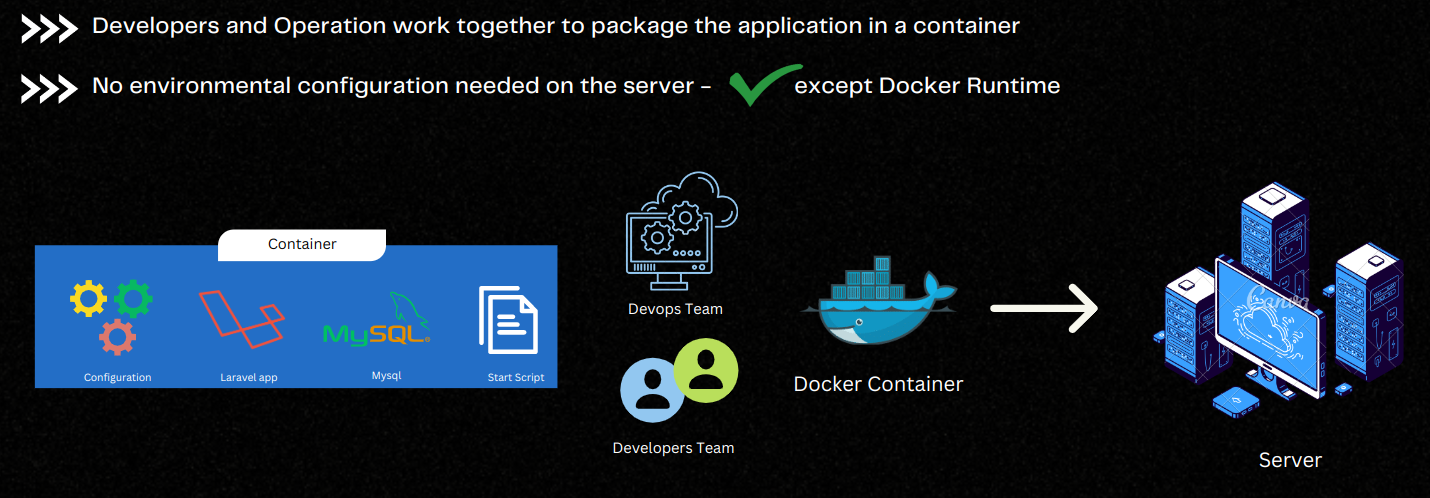 Developers and Operation work together to package the application in a container
No environmental configuration needed on the server - except Docker Runtime
Container
MySQL
Configuration
Laravel app
Mysql
Start Script
Devops Team
Developers Team
Docker Container
Canva
Server